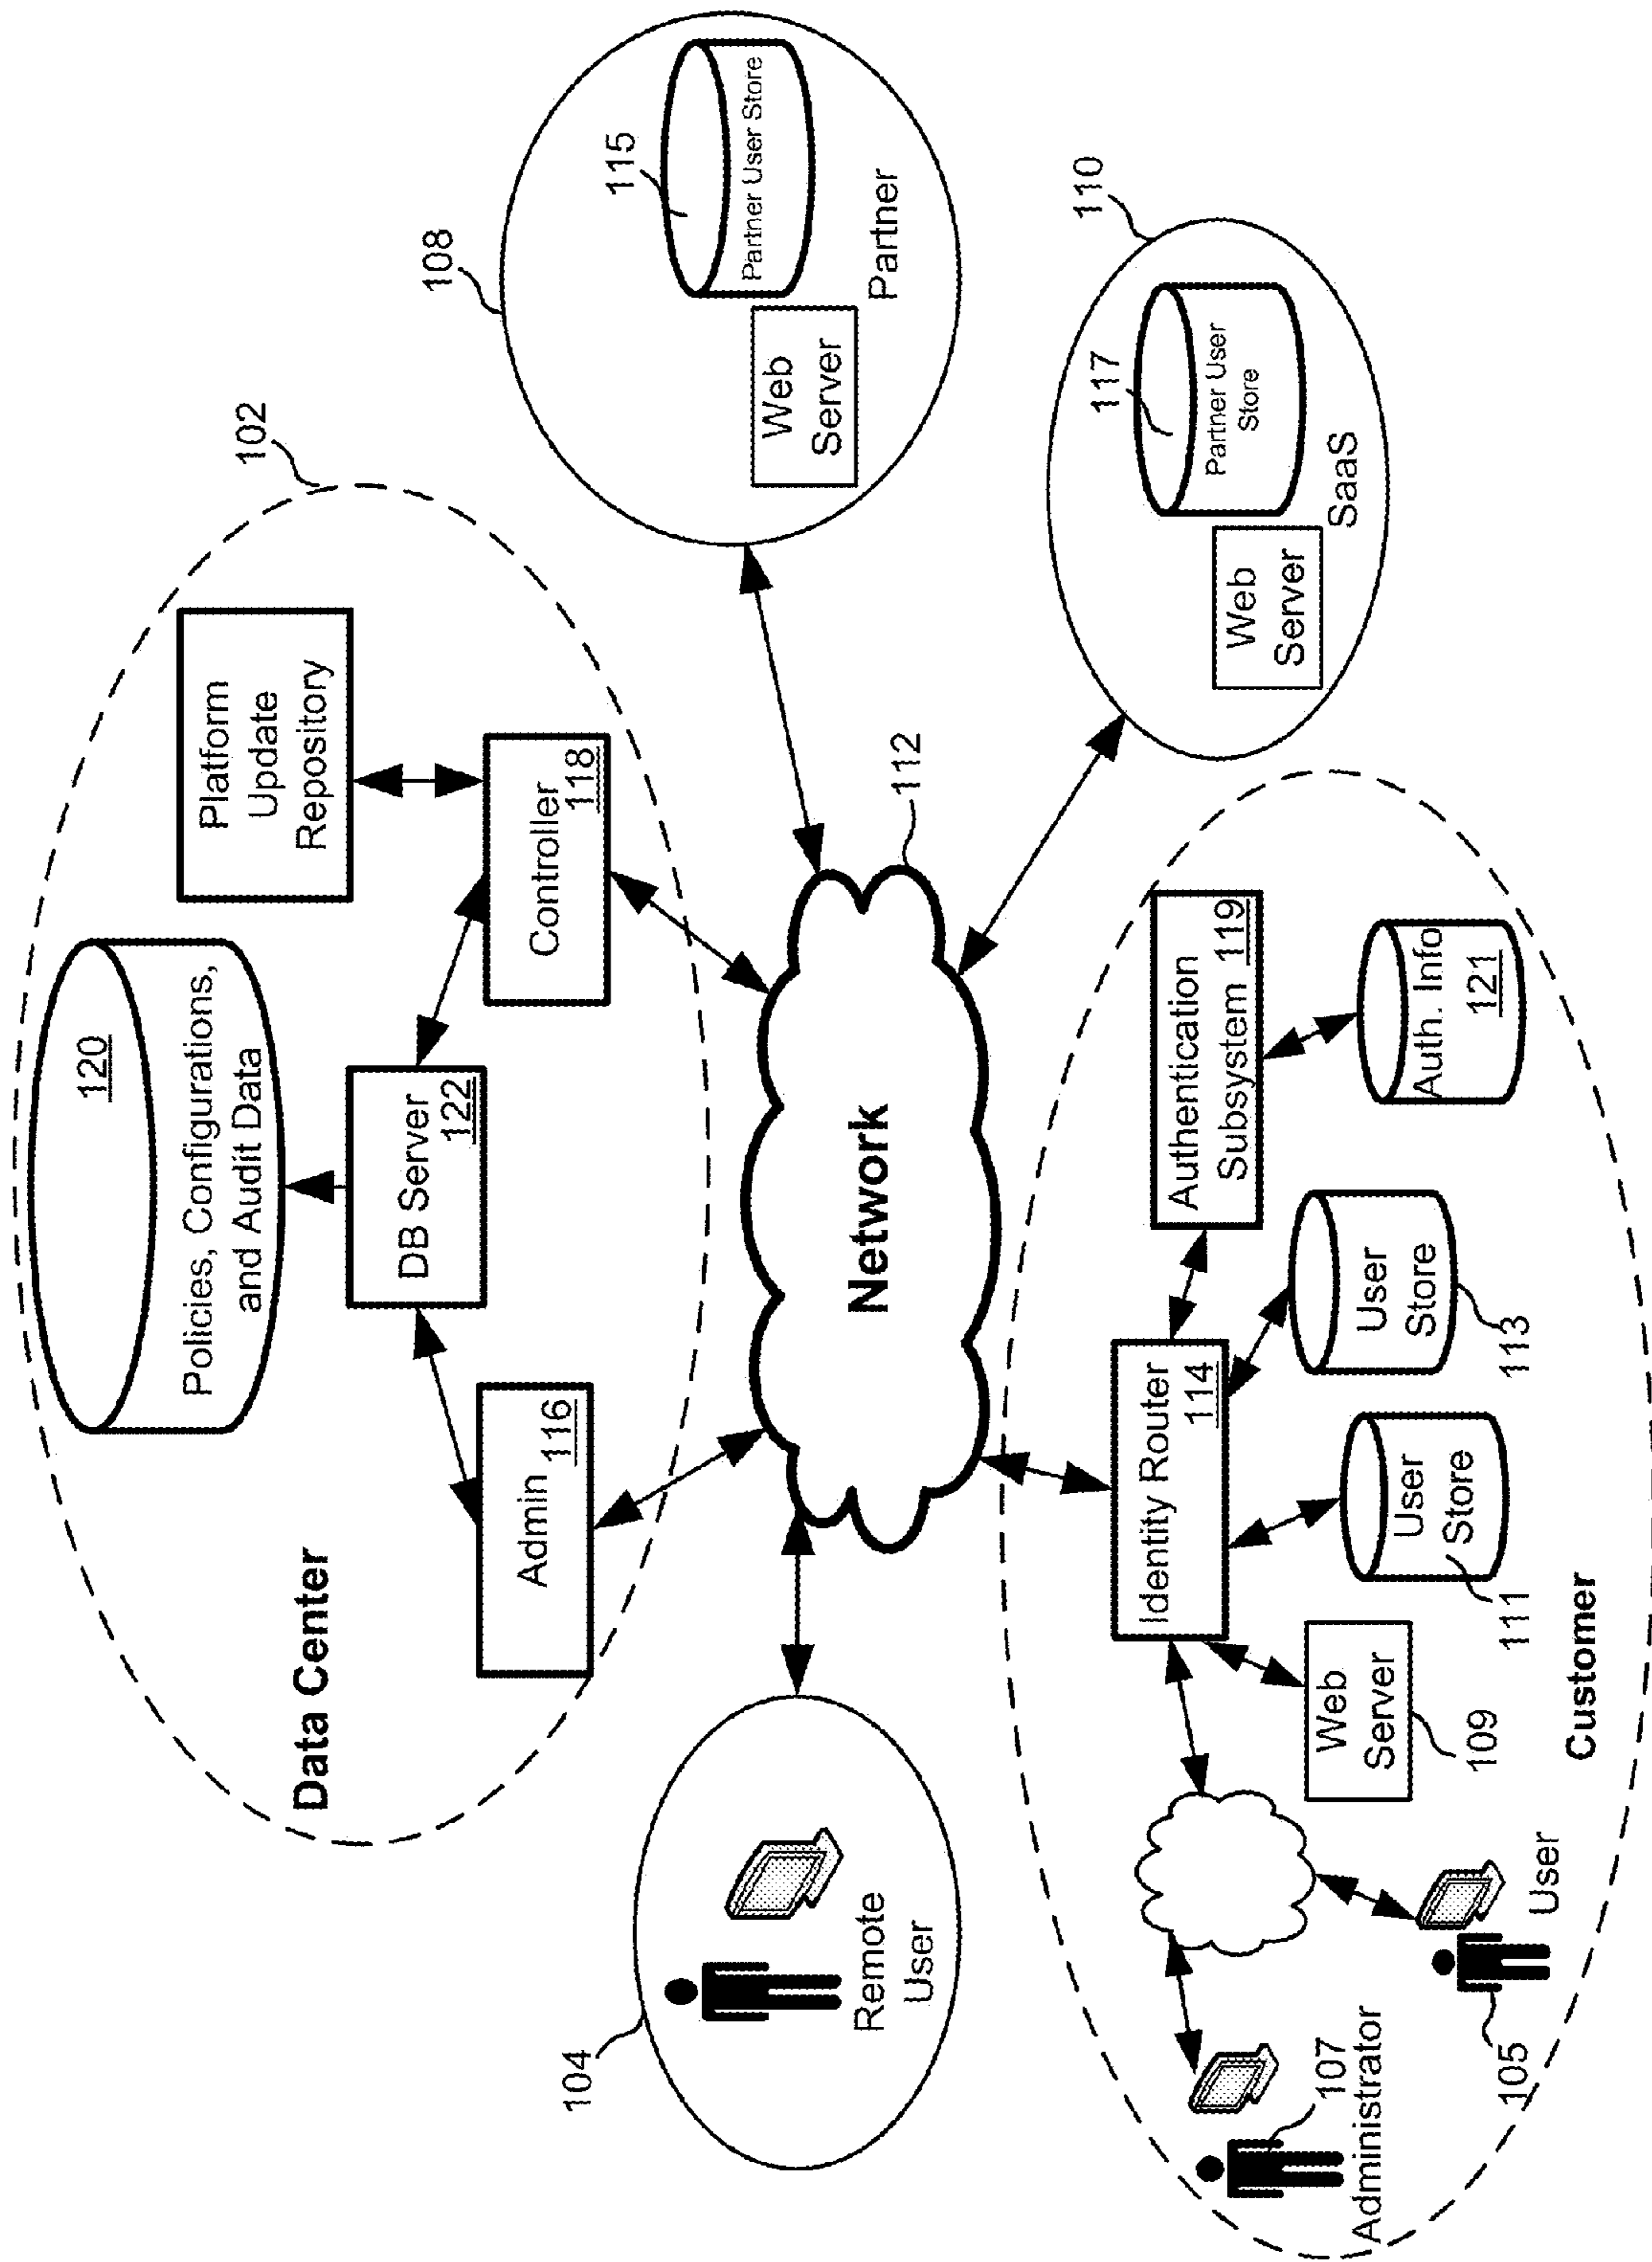 Data Center
102
120
Policies, Configurations,
and Audit Data
Platform
Update
Repository
DB Server
122
Admin
116
Controller
118
104
Remote
User
Network
112
108
115
Partner User Store
Web
Server
Partner
110
117
Partner User
Store
Web
Server
SaaS
Identity Router
114
Authentication
Subsystem 119
Auth. Info
121
User
Store
113
User
Store
111
Web
Server
109
107
Administrator
105
User
Customer